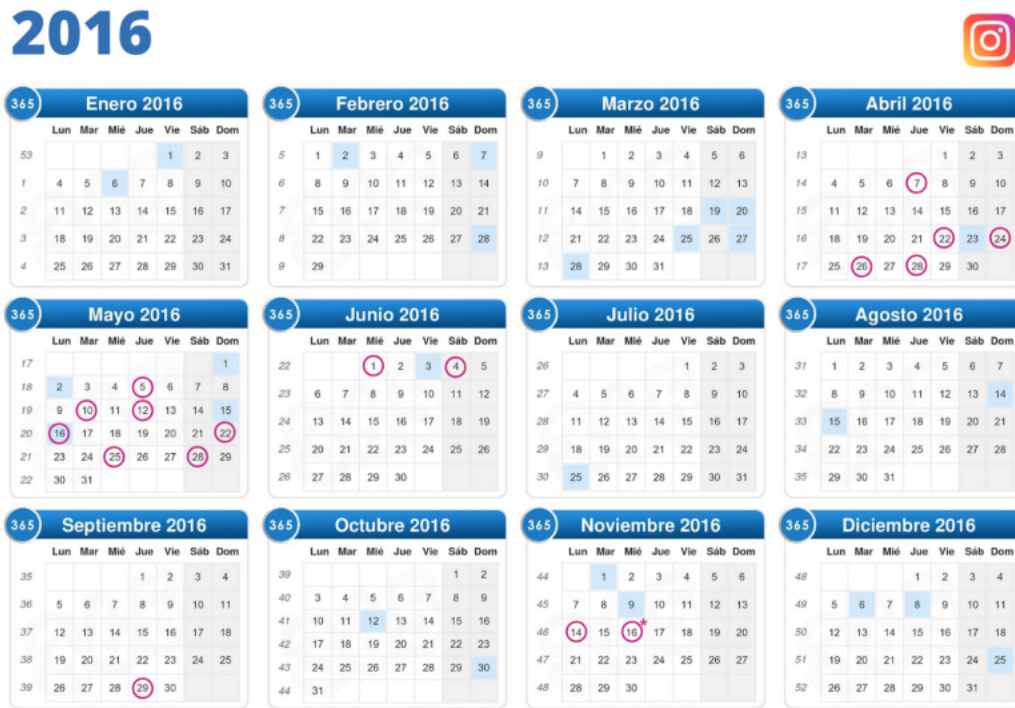 2016
365 Enero 2016
Lun Mar Mié Jue Vie Sáb Dom
53 1 2 3
1 4 5 6 7 8 9 10
2 11 12 13 14 15 16 17
3 18 19 20 21 22 23 24
4 25 26 27 28 29 30 31
365 Febrero 2016
Lun Mar Mié Jue Vie Sáb Dom
5 1 2 3 4 5 6 7
6 8 9 10 11 12 13 14
7 15 16 17 18 19 20 21
8 22 23 24 25 26 27 28
9 29
365 Marzo 2016
Lun Mar Mié Jue Vie Sáb Dom
9 1 2 3 4 5 6
10 7 8 9 10 11 12 13
11 14 15 16 17 18 19 20
12 21 22 23 24 25 26 27
13 28 29 30 31
365 Abril 2016
Lun Mar Mié Jue Vie Sáb Dom
13 1 2 3
14 4 5 6 7 8 9 10
15 11 12 13 14 15 16 17
16 18 19 20 21 22 23 24
17 25 26 27 28 29 30
365 Mayo 2016
Lun Mar Mié Jue Vie Sáb Dom
17 1
18 2 3 4 5 6 7 8
19 9 10 11 12 13 14 15
20 16 17 18 19 20 21 22
21 23 24 25 26 27 28 29
22 30 31
365 Junio 2016
Lun Mar Mié Jue Vie Sáb Dom
22 1 2 3 4 5
23 6 7 8 9 10 11 12
24 13 14 15 16 17 18 19
25 20 21 22 23 24 25 26
26 27 28 29 30
365 Julio 2016
Lun Mar Mié Jue Vie Sáb Dom
26 1 2 3
27 4 5 6 7 8 9 10
28 11 12 13 14 15 16 17
29 18 19 20 21 22 23 24
30 25 26 27 28 29 30 31
365 Agosto 2016
Lun Mar Mié Jue Vie Sáb Dom
31 1 2 3 4 5 6 7
32 8 9 10 11 12 13 14
33 15 16 17 18 19 20 21
34 22 23 24 25 26 27 28
35 29 30 31
365 Septiembre 2016
Lun Mar Mié Jue Vie Sáb Dom
35 1 2 3 4
36 5 6 7 8 9 10 11
37 12 13 14 15 16 17 18
38 19 20 21 22 23 24 25
39 26 27 28 29 30
365 Octubre 2016
Lun Mar Mié Jue Vie Sáb Dom
39 1 2
40 3 4 5 6 7 8 9
41 10 11 12 13 14 15 16
42 17 18 19 20 21 22 23
43 24 25 26 27 28 29 30
44 31
365 Noviembre 2016
Lun Mar Mié Jue Vie Sáb Dom
44 1 2 3 4 5 6
45 7 8 9 10 11 12 13
46 14 15 16* 17 18 19 20
47 21 22 23 24 25 26 27
48 28 29 30
365 Diciembre 2016
Lun Mar Mié Jue Vie Sáb Dom
48 1 2 3 4
49 5 6 7 8 9 10 11
50 12 13 14 15 16 17 18
51 19 20 21 22 23 24 25
52 26 27 28 29 30 31